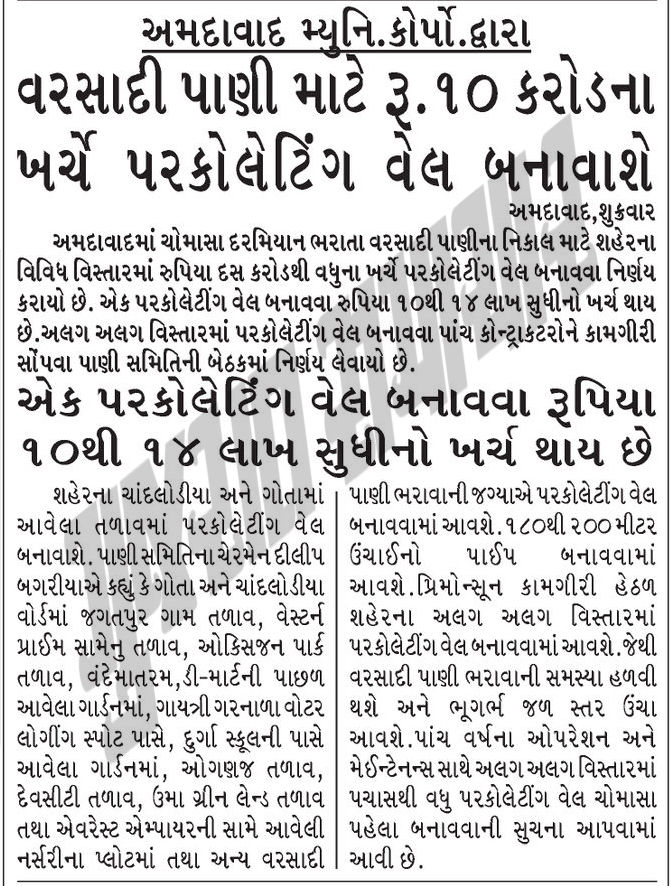 અમદાવાદ મ્યુનિ.કોર્પો.દ્વારા
વરસાદી પાણી માટે રૂ.૧૦ કરોડના
ખર્ચે પરકોલેટિંગ વેલ બનાવાશે
અમદાવાદ,શુક્રવાર
અમદાવાદમાં ચોમાસા દરમિયાન ભરાતા વરસાદી પાણીના નિકાલ માટે શહેરના
વિવિધ વિસ્તારમાં રુપિયા દસ કરોડથી વધુના ખર્ચે પરકોલેટીંગ વેલ બનાવવા નિર્ણય
કરાયો છે. એક પરકોલેટીંગ વેલ બનાવવા રુપિયા ૧૦થી ૧૪ લાખ સુધીનો ખર્ચ થાય
છે.અલગ અલગ વિસ્તારમાં પરકોલેટીંગ વેલ બનાવવા પાંચ કોન્ટ્રાકટરોને કામગીરી
સોંપવા પાણી સમિતિની બેઠકમાં નિર્ણય લેવાયો છે.
એક પરકોલેટિંગ વેલ બનાવવા રૂપિયા
૧૦થી ૧૪ લાખ સુધીનો ખર્ચ થાય છે
શહેરના ચાંદલોડીયા અને ગોતામાં
આવેલા તળાવમાં પરકોલેટીંગ વેલ
બનાવાશે.પાણી સમિતિના ચેરમેન દીલીપ
બગરીયાએ કહ્યું કે ગોતા અને ચાંદલોડીયા
વોર્ડમાં જગતપુર ગામ તળાવ, વેસ્ટર્ન
પ્રાઈમ સામેનુ તળાવ, ઓકિસજન પાર્ક
તળાવ, વંદેમાતરમ,ડી-માર્ટની પાછળ
આવેલા ગાર્ડનમાં,ગાયત્રી ગરનાળા વોટર
લોગીંગ સ્પોટ પાસે, દુર્ગા સ્કૂલની પાસે
આવેલા ગાર્ડનમાં, ઓગણજ તળાવ,
દેવસીટી તળાવ, ઉમા ગ્રીન લેન્ડ તળાવ
તથા એવરેસ્ટ એમ્પાયરની સામે આવેલી
નર્સરીના પ્લોટમાં તથા અન્ય વરસાદી
પાણી ભરાવાની જગ્યાએ પરકોલેટીંગ વેલ
બનાવવામાં આવશે.૧૮૦થી ૨૦૦ મીટર
ઉંચાઈનો પાઈપ બનાવવામાં
આવશે.પ્રિમોન્સૂન કામગીરી હેઠળ
શહેરના અલગ અલગ વિસ્તારમાં
પરકોલેટીંગ વેલ બનાવવામાં આવશે.જેથી
વરસાદી પાણી ભરાવાની સમસ્યા હળવી
થશે અને ભૂગર્ભ જળ સ્તર ઉંચા
આવશે.પાંચ વર્ષના ઓપરેશન અને
મેઈન્ટેનન્સ સાથે અલગ અલગ વિસ્તારમાં
પચાસથી વધુ પરકોલેટીંગ વેલ ચોમાસા
પહેલા બનાવવાની સુચના આપવામાં
આવી છે.
ગુજરાત સમાચાર